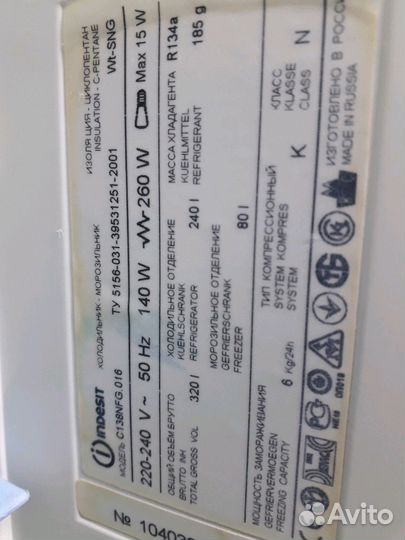 INDESIT
ХОЛОДИЛЬНИК - МОРОЗИЛЬНИК
ИЗОЛЯЦИЯ - ЦИКЛОПЕНТАН
INSULATION - C-PENTANE
МОДЕЛЬ C138NFG.016
ТУ 5156-031-39531251-2001
Wt-SNG
220-240 V ~ 50 Hz 140 W 260 W Max 15 W
ОБЩИЙ ОБЪЕМ БРУТТО
BRUTTO INH
TOTAL GROSS VOL
320 l
ХОЛОДИЛЬНОЕ ОТДЕЛЕНИЕ
KUEHLSCHRANK
REFRIGERATOR
240 l
МАССА ХЛАДАГЕНТА
KUEHLMITTEL
REFRIGERANT
R134a
185 g
МОРОЗИЛЬНОЕ ОТДЕЛЕНИЕ
GEFRIERSCHRANK
FREEZER
80 l
МОЩНОСТЬ ЗАМОРАЖИВАНИЯ
GEFRIERVERMOEGEN
FREEZING CAPACITY
6 Kg/24h
ТИП КОМПРЕССИОННЫЙ
SYSTEM KOMPRES
SYSTEM
K
КЛАСС
KLASSE
CLASS
N
ИЗГОТОВЛЕНО В РОССИ
MADE IN RUSSIA
№ 10403
Avito